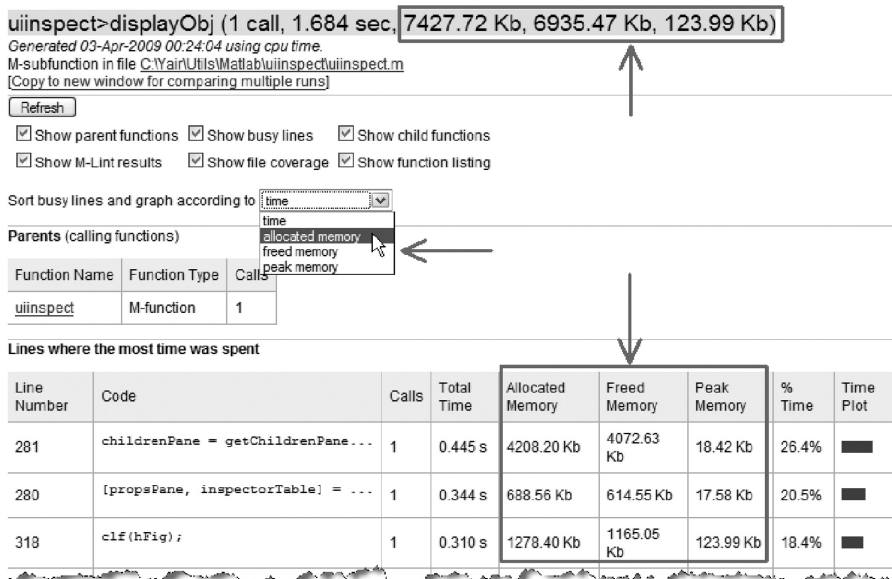 uiinspect>displayObj (1 call, 1.684 sec, 7427.72 Kb, 6935.47 Kb, 123.99 Kb)
Generated 03-Apr-2009 00:24:04 using cpu time.
M-subfunction in file C:\Yair\Utils\Matlab\uiinspect\uiinspect.m
[Copy to new window for comparing multiple runs]
Refresh
Show parent functions Show busy lines Show child functions
Show M-Lint results Show file coverage Show function listing
Sort busy lines and graph according to time
time
allocated memory
freed memory
peak memory
Parents (calling functions)
Function Name Function Type Calls
uiinspect M-function 1
Lines where the most time was spent
Line Number Code Calls Total Time Allocated Memory Freed Memory Peak Memory % Time Time Plot
281 childrenPane = getChildrenPane... 1 0.445 s 4208.20 Kb 4072.63 Kb 18.42 Kb 26.4%
280 [propsPane, inspectorTable] = ... 1 0.344 s 688.56 Kb 614.55 Kb 17.58 Kb 20.5%
318 clf(hFig); 1 0.310 s 1278.40 Kb 1165.05 Kb 123.99 Kb 18.4%